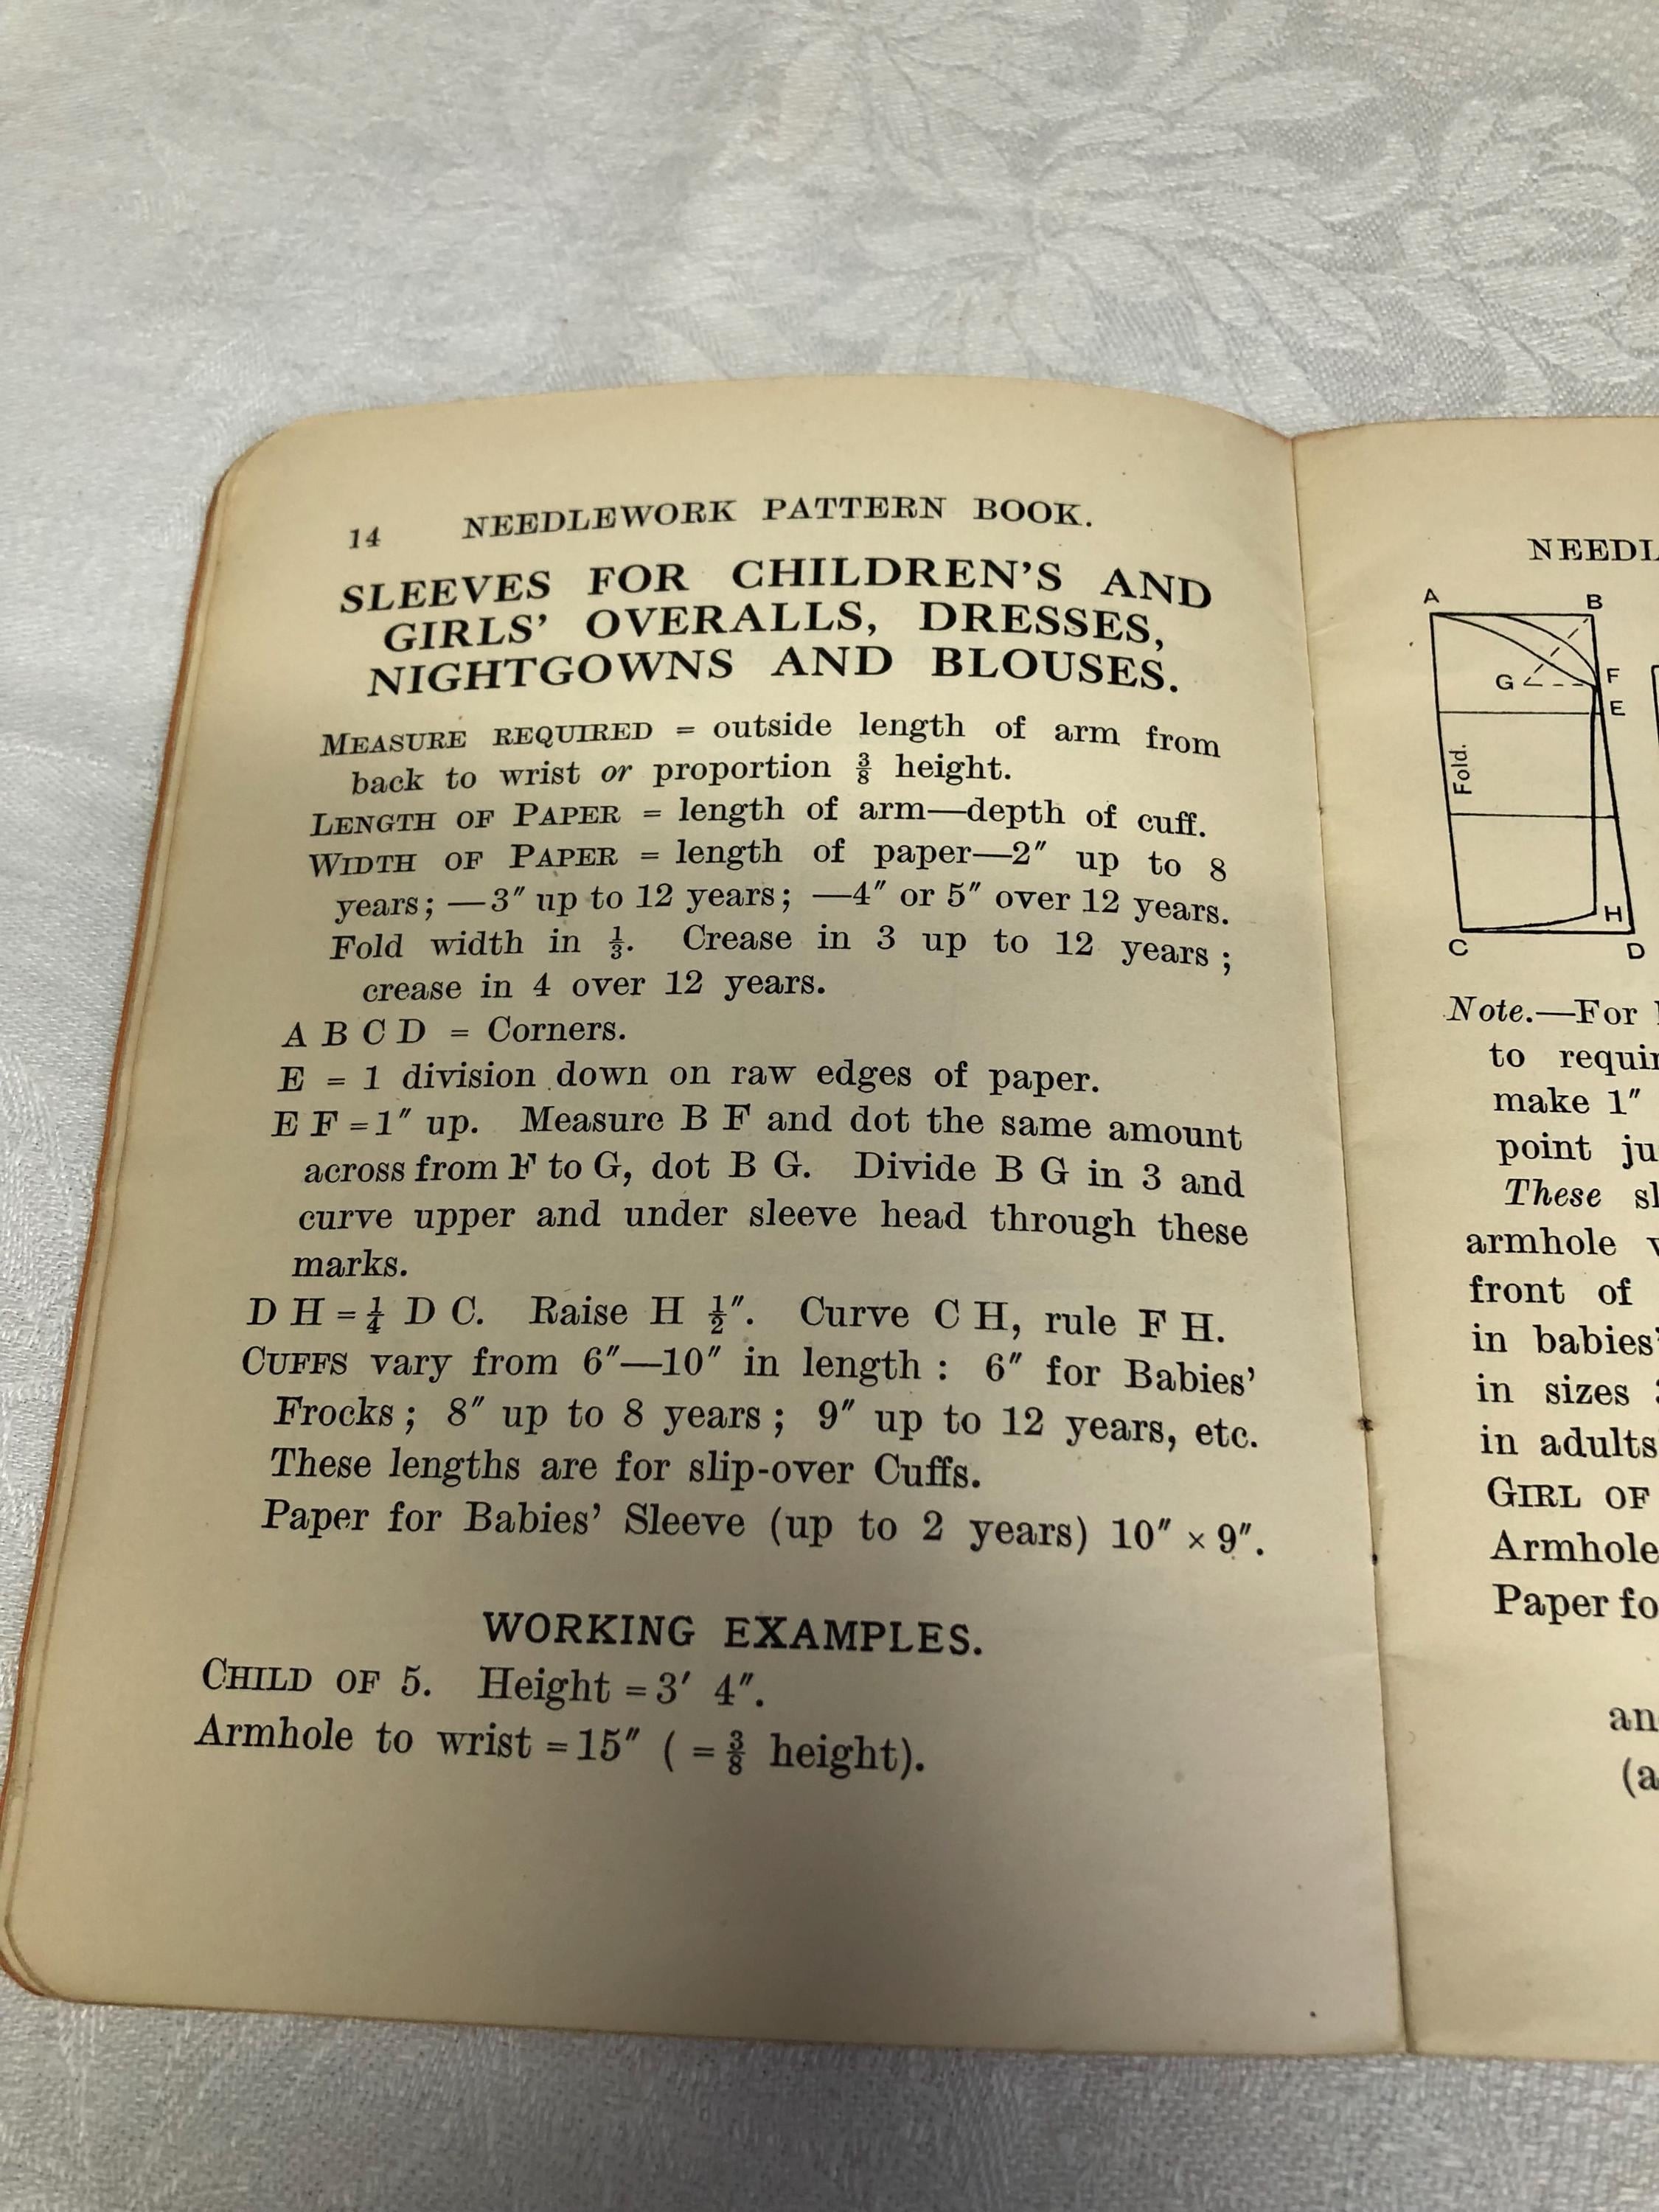 14 NEEDLEWORK PATTERN BOOK.
SLEEVES FOR CHILDREN'S AND
GIRLS' OVERALLS, DRESSES,
NIGHTGOWNS AND BLOUSES.
MEASURE REQUIRED = outside length of arm from
back to wrist or proportion ⅜ height.
LENGTH OF PAPER = length of arm—depth of cuff.
WIDTH OF PAPER = length of paper—2″ up to 8
years; —3″ up to 12 years; —4″ or 5″ over 12 years.
Fold width in ⅓. Crease in 3 up to 12 years;
crease in 4 over 12 years.
A B C D = Corners.
E = 1 division down on raw edges of paper.
E F = 1″ up. Measure B F and dot the same amount
across from F to G, dot B G. Divide B G in 3 and
curve upper and under sleeve head through these
marks.
D H = ¼ D C. Raise H ½″. Curve C H, rule F H.
CUFFS vary from 6″—10″ in length: 6″ for Babies'
Frocks; 8″ up to 8 years; 9″ up to 12 years, etc.
These lengths are for slip-over Cuffs.
Paper for Babies' Sleeve (up to 2 years) 10″ × 9″.
WORKING EXAMPLES.
CHILD OF 5. Height = 3′ 4″.
Armhole to wrist = 15″ ( = ⅜ height).
NEEDL
A B
G F
E
Fold.
H
C D
Note.—For
to requir
make 1″
point ju
These sl
armhole
front of
in babies'
in sizes
in adults
GIRL OF
Armhole
Paper fo
an
(a